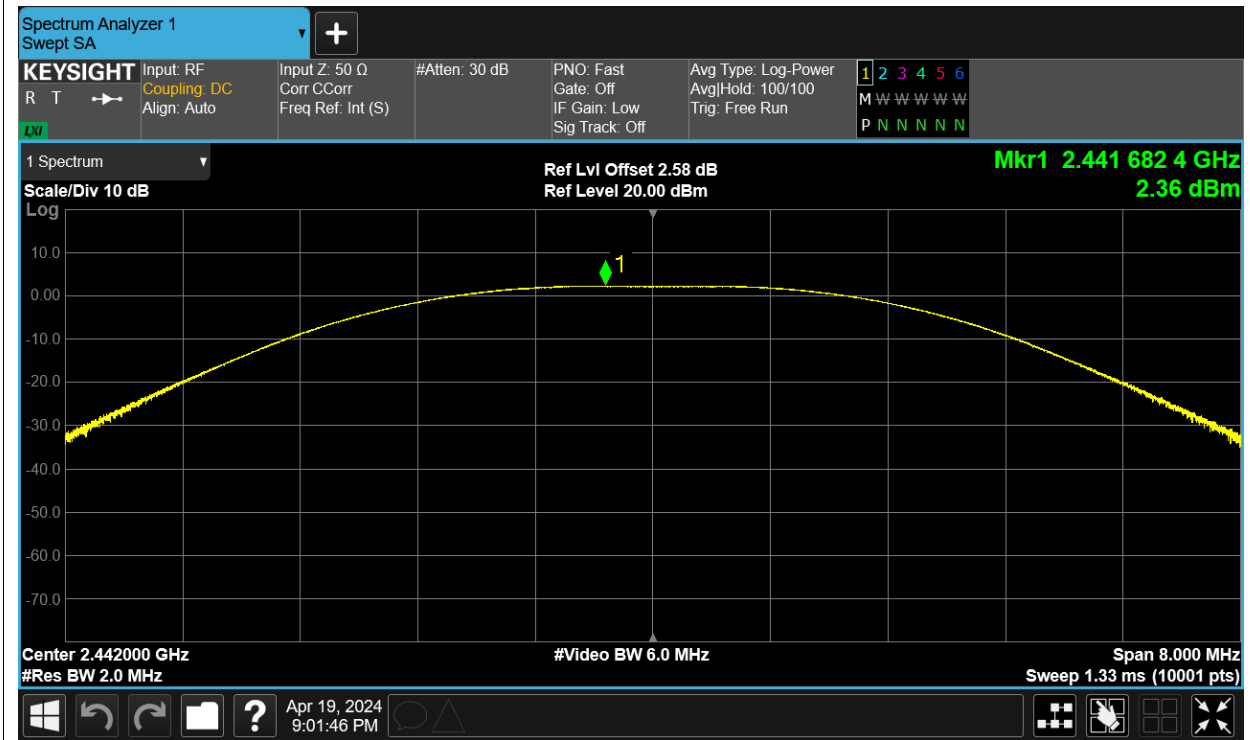 Spectrum Analyzer 1
Swept SA
+
KEYSIGHT
R T
LXI
Input: RF
Coupling: DC
Align: Auto
Input Z: 50 Ω
Corr CCorr
Freq Ref: Int (S)
#Atten: 30 dB
PNO: Fast
Gate: Off
IF Gain: Low
Sig Track: Off
Avg Type: Log-Power
Avg|Hold: 100/100
Trig: Free Run
1 2 3 4 5 6
M W W W W W
P N N N N N
1 Spectrum
Scale/Div 10 dB
Log
Ref Lvl Offset 2.58 dB
Ref Level 20.00 dBm
Mkr1 2.441 682 4 GHz
2.36 dBm
1
10.0
0.00
-10.0
-20.0
-30.0
-40.0
-50.0
-60.0
-70.0
Center 2.442000 GHz
#Res BW 2.0 MHz
#Video BW 6.0 MHz
Span 8.000 MHz
Sweep 1.33 ms (10001 pts)
?
Apr 19, 2024
9:01:46 PM